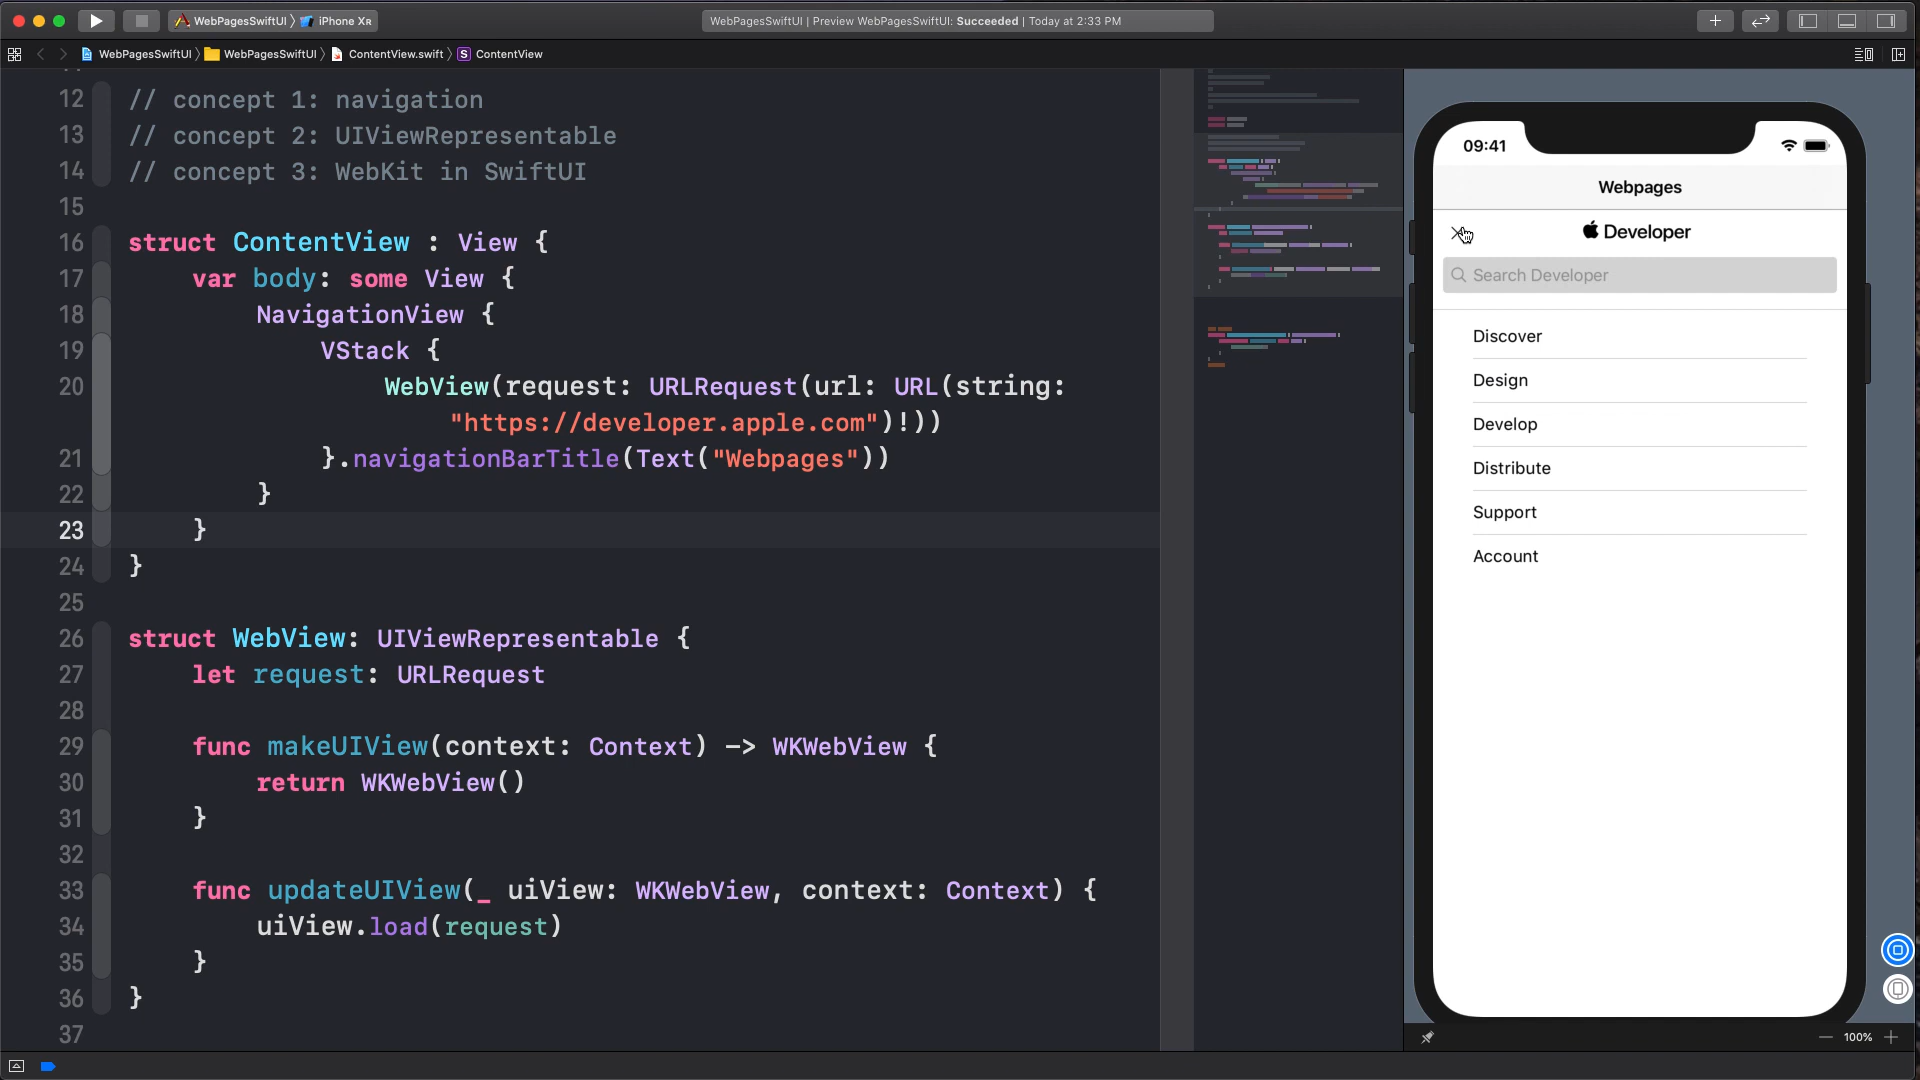 WebPagesSwiftUI
iPhone XR
WebPagesSwiftUI | Preview WebPagesSwiftUI: Succeeded | Today at 2:33 PM
WebPagesSwiftUI
WebPagesSwiftUI
ContentView.swift
S ContentView
12 // concept 1: navigation
13 // concept 2: UIViewRepresentable
14 // concept 3: WebKit in SwiftUI
15
16 struct ContentView : View {
17 var body: some View {
18 NavigationView {
19 VStack {
20 WebView(request: URLRequest(url: URL(string:
"https://developer.apple.com")!))
21 }.navigationBarTitle(Text("Webpages"))
22 }
23 }
24 }
25
26 struct WebView: UIViewRepresentable {
27 let request: URLRequest
28
29 func makeUIView(context: Context) -> WKWebView {
30 return WKWebView()
31 }
32
33 func updateUIView(_ uiView: WKWebView, context: Context) {
34 uiView.load(request)
35 }
36 }
37
09:41
Webpages
Developer
Search Developer
Discover
Design
Develop
Distribute
Support
Account
100%